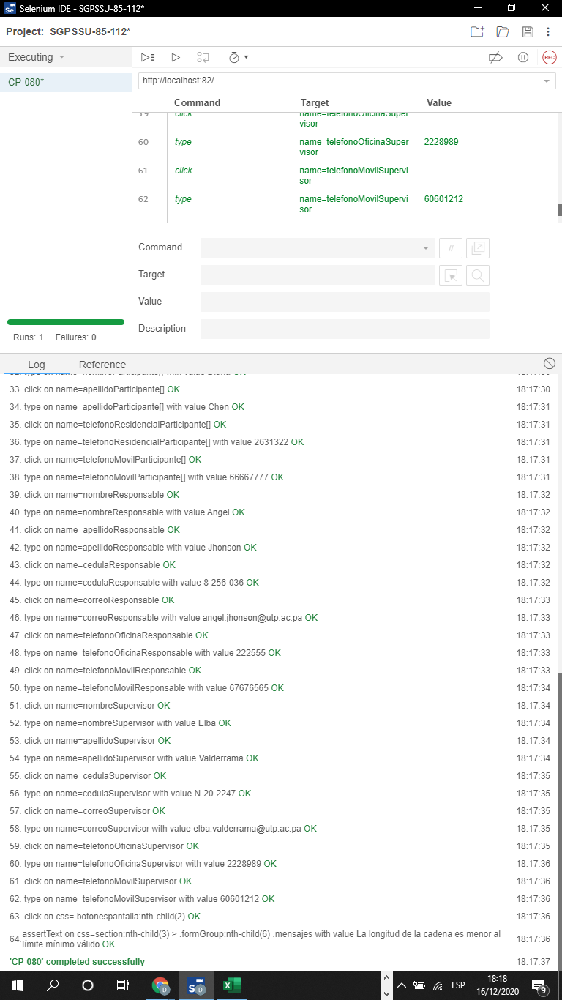 Selenium IDE - SGPSSU-85-112*
Project: SGPSSU-85-112*
Executing
REC
CP-080*
http://localhost:82/
Command Target Value
59 click name=telefonoOficinaSuper
visor
60 type name=telefonoOficinaSuper 2228989
visor
61 click name=telefonoMovilSupervi
sor
62 type name=telefonoMovilSupervi 60601212
sor
Command
//
Target
Value
Description
Runs: 1 Failures: 0
Log Reference
33. click on name=apellidoParticipante[] OK 18:17:30
34. type on name=apellidoParticipante[] with value Chen OK 18:17:31
35. click on name=telefonoResidencialParticipante[] OK 18:17:31
36. type on name=telefonoResidencialParticipante[] with value 2631322 OK 18:17:31
37. click on name=telefonoMovilParticipante[] OK 18:17:31
38. type on name=telefonoMovilParticipante[] with value 66667777 OK 18:17:31
39. click on name=nombreResponsable OK 18:17:32
40. type on name=nombreResponsable with value Angel OK 18:17:32
41. click on name=apellidoResponsable OK 18:17:32
42. type on name=apellidoResponsable with value Jhonson OK 18:17:32
43. click on name=cedulaResponsable OK 18:17:32
44. type on name=cedulaResponsable with value 8-256-036 OK 18:17:32
45. click on name=correoResponsable OK 18:17:33
46. type on name=correoResponsable with value angel.jhonson@utp.ac.pa OK 18:17:33
47. click on name=telefonoOficinaResponsable OK 18:17:33
48. type on name=telefonoOficinaResponsable with value 222555 OK 18:17:33
49. click on name=telefonoMovilResponsable OK 18:17:33
50. type on name=telefonoMovilResponsable with value 67676565 OK 18:17:34
51. click on name=nombreSupervisor OK 18:17:34
52. type on name=nombreSupervisor with value Elba OK 18:17:34
53. click on name=apellidoSupervisor OK 18:17:34
54. type on name=apellidoSupervisor with value Valderrama OK 18:17:34
55. click on name=cedulaSupervisor OK 18:17:35
56. type on name=cedulaSupervisor with value N-20-2247 OK 18:17:35
57. click on name=correoSupervisor OK 18:17:35
58. type on name=correoSupervisor with value elba.valderrama@utp.ac.pa OK 18:17:35
59. click on name=telefonoOficinaSupervisor OK 18:17:35
60. type on name=telefonoOficinaSupervisor with value 2228989 OK 18:17:36
61. click on name=telefonoMovilSupervisor OK 18:17:36
62. type on name=telefonoMovilSupervisor with value 60601212 OK 18:17:36
63. click on css=.botonespantalla:nth-child(2) OK 18:17:36
64. assertText on css=section:nth-child(3) > .formGroup:nth-child(6) .mensajes with value La longitud de la cadena es menor al
límite mínimo válido OK 18:17:36
'CP-080' completed successfully 18:17:37
ESP
18:18
16/12/2020
9